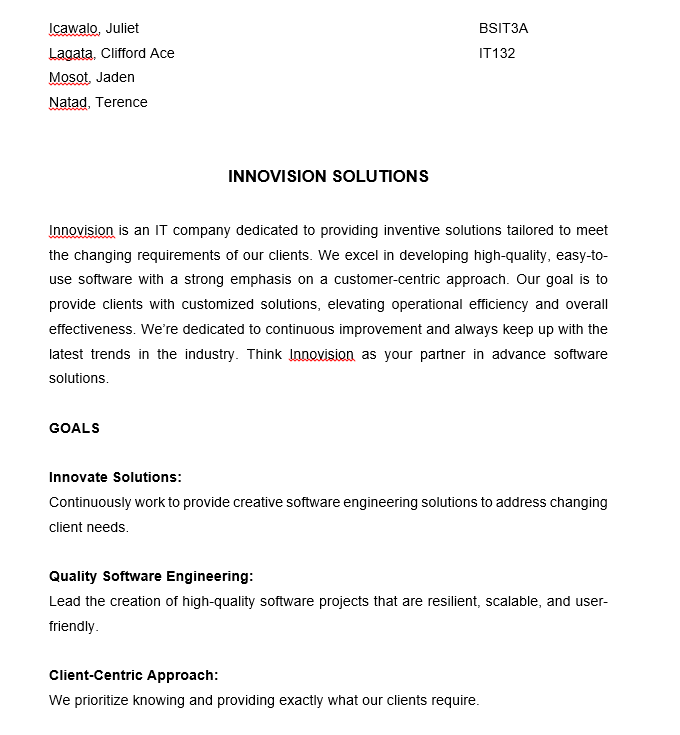 Icawalo, Juliet BSIT3A
Lagata, Clifford Ace IT132
Mosot, Jaden
Natad, Terence
INNOVISION SOLUTIONS
Innovision is an IT company dedicated to providing inventive solutions tailored to meet
the changing requirements of our clients. We excel in developing high-quality, easy-to-
use software with a strong emphasis on a customer-centric approach. Our goal is to
provide clients with customized solutions, elevating operational efficiency and overall
effectiveness. We’re dedicated to continuous improvement and always keep up with the
latest trends in the industry. Think Innovision as your partner in advance software
solutions.
GOALS
Innovate Solutions:
Continuously work to provide creative software engineering solutions to address changing
client needs.
Quality Software Engineering:
Lead the creation of high-quality software projects that are resilient, scalable, and user-
friendly.
Client-Centric Approach:
We prioritize knowing and providing exactly what our clients require.